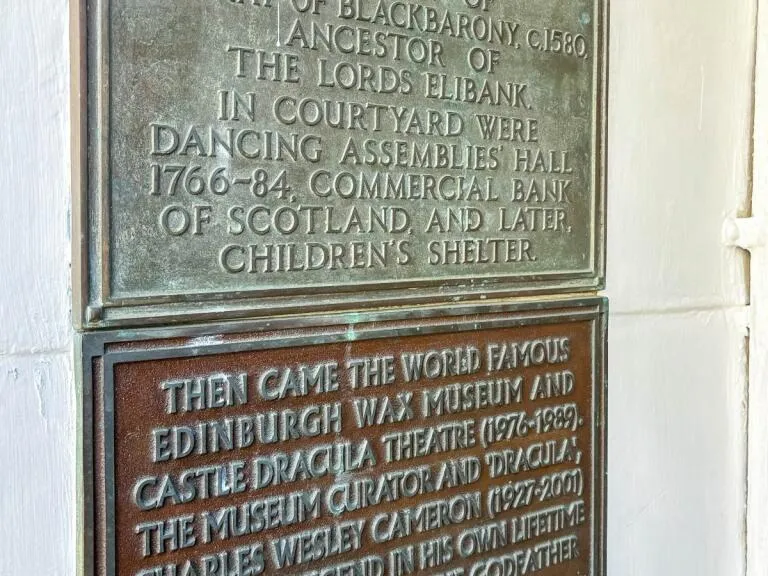 OF
OF BLACKBARONY, C.1580,
ANCESTOR OF
THE LORDS ELIBANK.
IN COURTYARD WERE
DANCING ASSEMBLIES' HALL
1766-84, COMMERCIAL BANK
OF SCOTLAND, AND LATER,
CHILDREN'S SHELTER.
THEN CAME THE WORLD FAMOUS
EDINBURGH WAX MUSEUM AND
CASTLE DRACULA THEATRE (1976-1989).
THE MUSEUM CURATOR AND 'DRACULA',
CHARLES WESLEY CAMERON (1927-2001)
IN HIS OWN LIFETIME
GODFATHER